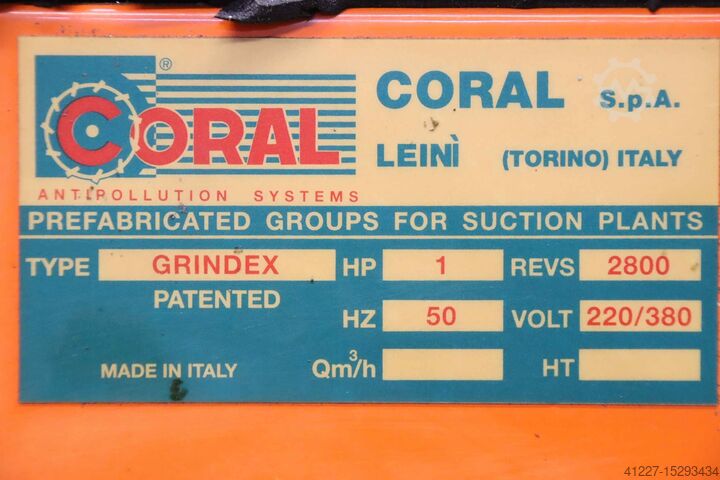 CORAL®
ANTIPOLLUTION SYSTEMS
CORAL S.p.A.
LEINÌ (TORINO) ITALY
PREFABRICATED GROUPS FOR SUCTION PLANTS
TYPE GRINDEX HP 1 REVS 2800
PATENTED
HZ 50 VOLT 220/380
MADE IN ITALY Qm³/h HT
41227-15293434